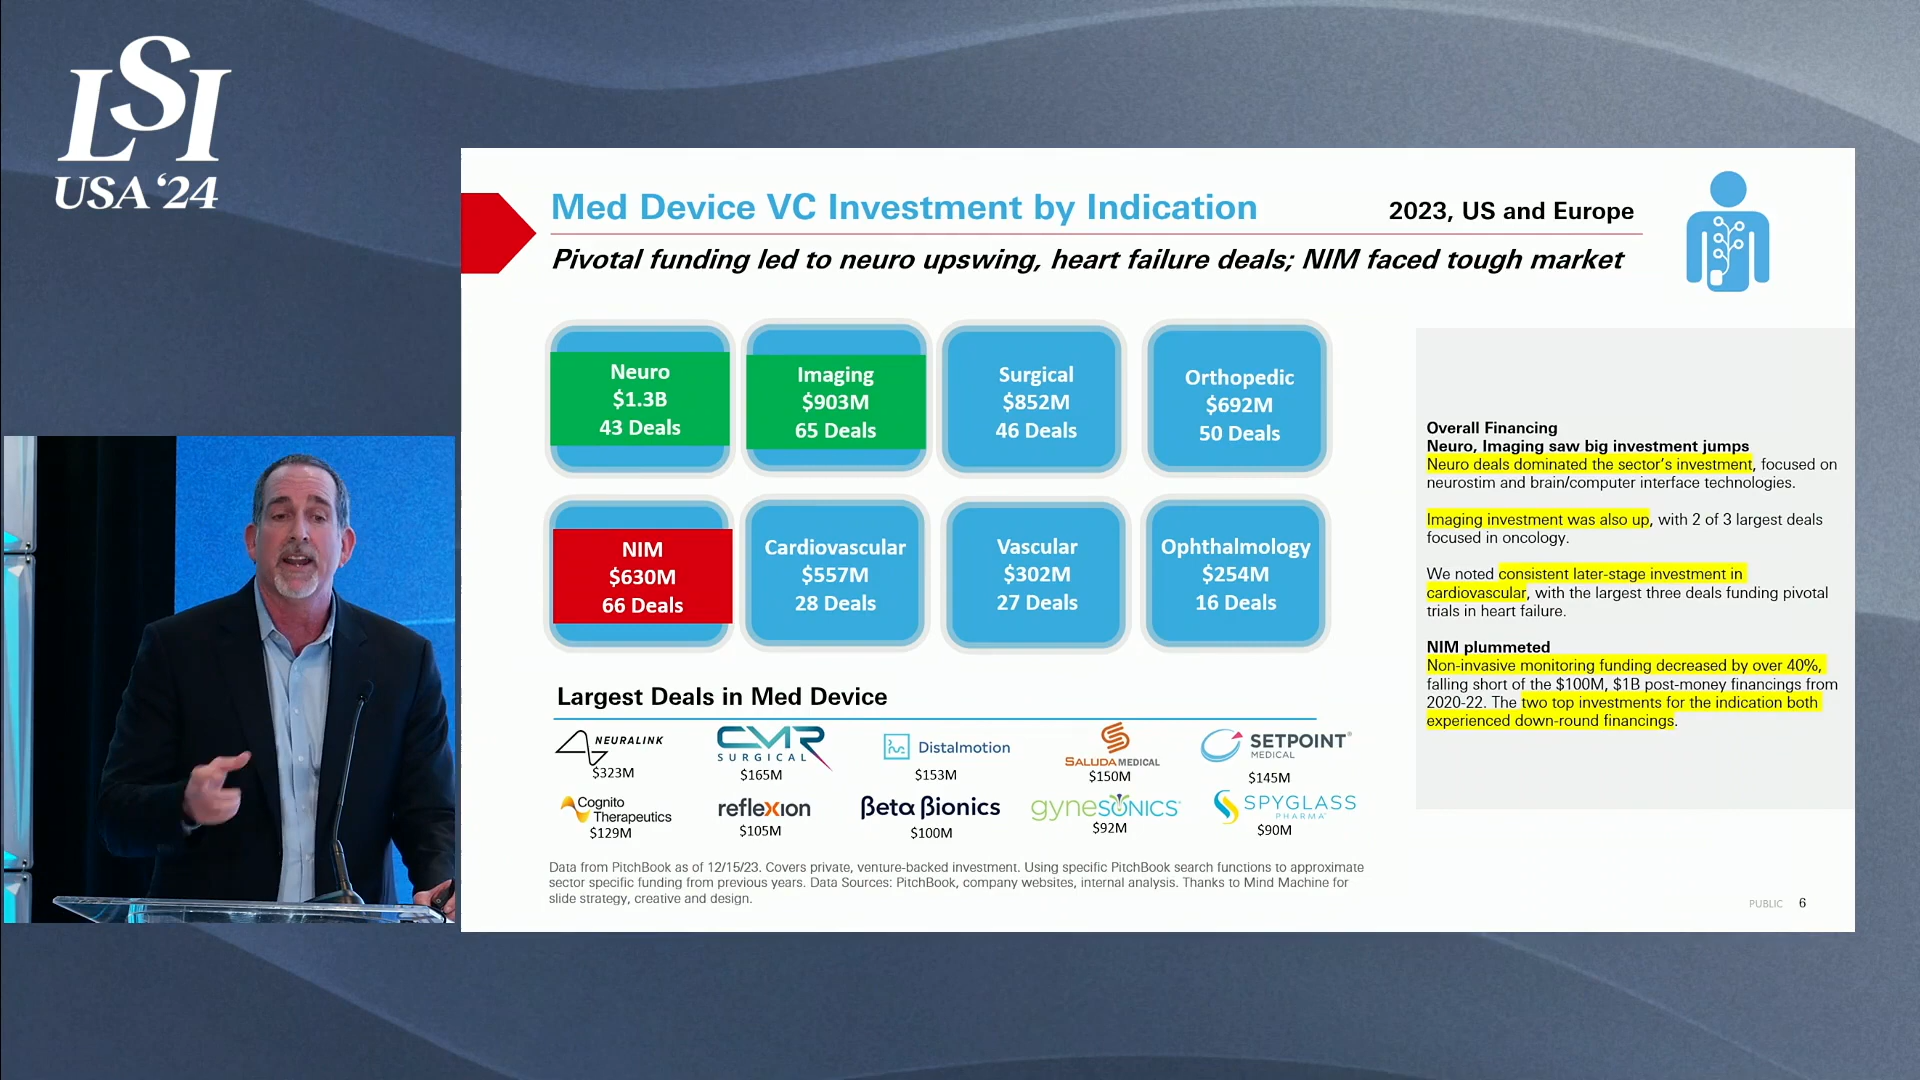 LSI
USA ‘24
Med Device VC Investment by Indication
2023, US and Europe
Pivotal funding led to neuro upswing, heart failure deals; NIM faced tough market
Neuro
$1.3B
43 Deals
Imaging
$903M
65 Deals
Surgical
$852M
46 Deals
Orthopedic
$692M
50 Deals
NIM
$630M
66 Deals
Cardiovascular
$557M
28 Deals
Vascular
$302M
27 Deals
Ophthalmology
$254M
16 Deals
Overall Financing
Neuro, Imaging saw big investment jumps
Neuro deals dominated the sector’s investment, focused on
neurostim and brain/computer interface technologies.
Imaging investment was also up, with 2 of 3 largest deals
focused in oncology.
We noted consistent later-stage investment in
cardiovascular, with the largest three deals funding pivotal
trials in heart failure.
NIM plummeted
Non-invasive monitoring funding decreased by over 40%,
falling short of the $100M, $1B post-money financings from
2020-22. The two top investments for the indication both
experienced down-round financings.
Largest Deals in Med Device
NEURALINK
$323M
CMR
SURGICAL
$165M
Distalmotion
$153M
SALUDA MEDICAL
$150M
SETPOINT
MEDICAL
$145M
Cognito
Therapeutics
$129M
reflexion
$105M
Beta Bionics
$100M
gynesonics
$92M
SPYGLASS
PHARMA
$90M
Data from PitchBook as of 12/15/23. Covers private, venture-backed investment. Using specific PitchBook search functions to approximate
sector specific funding from previous years. Data Sources: PitchBook, company websites, internal analysis. Thanks to Mind Machine for
slide strategy, creative and design.
PUBLIC 6